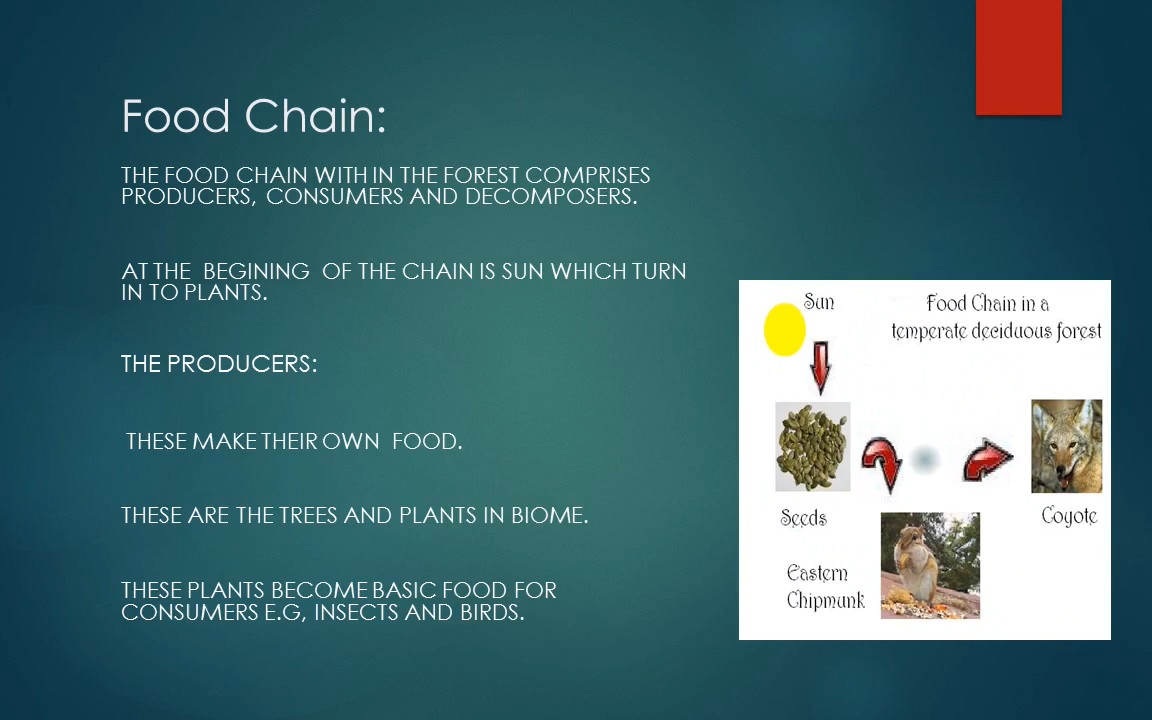 Food Chain:
THE FOOD CHAIN WITH IN THE FOREST COMPRISES
PRODUCERS, CONSUMERS AND DECOMPOSERS.
AT THE BEGINING OF THE CHAIN IS SUN WHICH TURN
IN TO PLANTS.
THE PRODUCERS:
THESE MAKE THEIR OWN FOOD.
THESE ARE THE TREES AND PLANTS IN BIOME.
THESE PLANTS BECOME BASIC FOOD FOR
CONSUMERS E.G, INSECTS AND BIRDS.
Sun
Food Chain in a
temperate deciduous forest
Seeds
Coyote
Eastern
Chipmunk